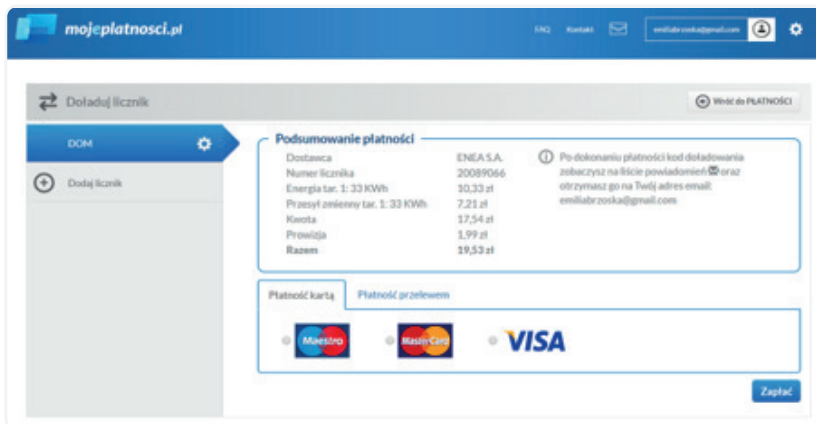 mojeplatnosci.pl
FAQ Kontakt emiliabrzoska@gmail.com
Doładuj licznik
Wróć do PŁATNOŚCI
DOM
Dodaj licznik
Podsumowanie płatności
Dostawca ENEA S.A.
Numer licznika 20089066
Energia tar. 1: 33 KWh 10,33 zł
Przesył zmienny tar. 1: 33 KWh 7,21 zł
Kwota 17,54 zł
Prowizja 1,99 zł
Razem 19,53 zł
Po dokonaniu płatności kod doładowania
zobaczysz na liście powiadomień oraz
otrzymasz go na Twój adres email:
emiliabrzoska@gmail.com
Płatność kartą Płatność przelewem
Maestro MasterCard VISA
Zapłać